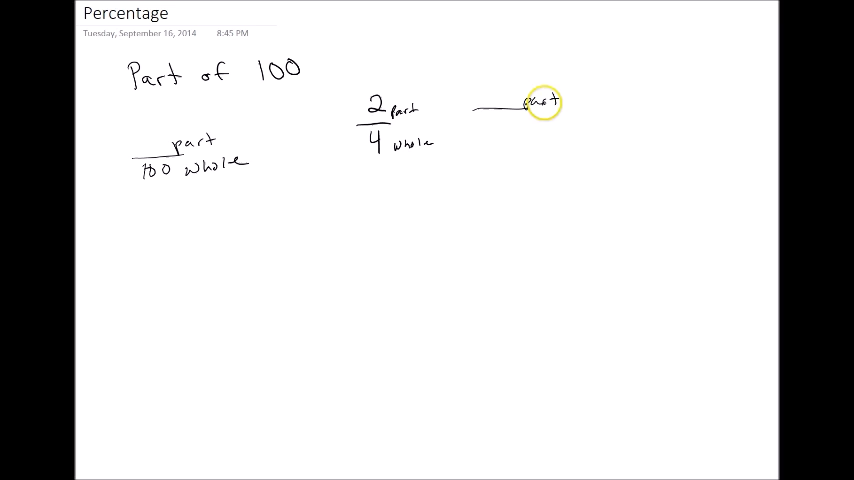 Percentage
Tuesday, September 16, 2014 8:45 PM
Part of 100
2 part
4 whole
part
part
100 whole